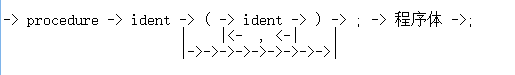 -> procedure -> ident -> ( -> ident -> ) -> ; -> 程序体 ->;
| |<- , <-| |
|->->->->->->->->->|